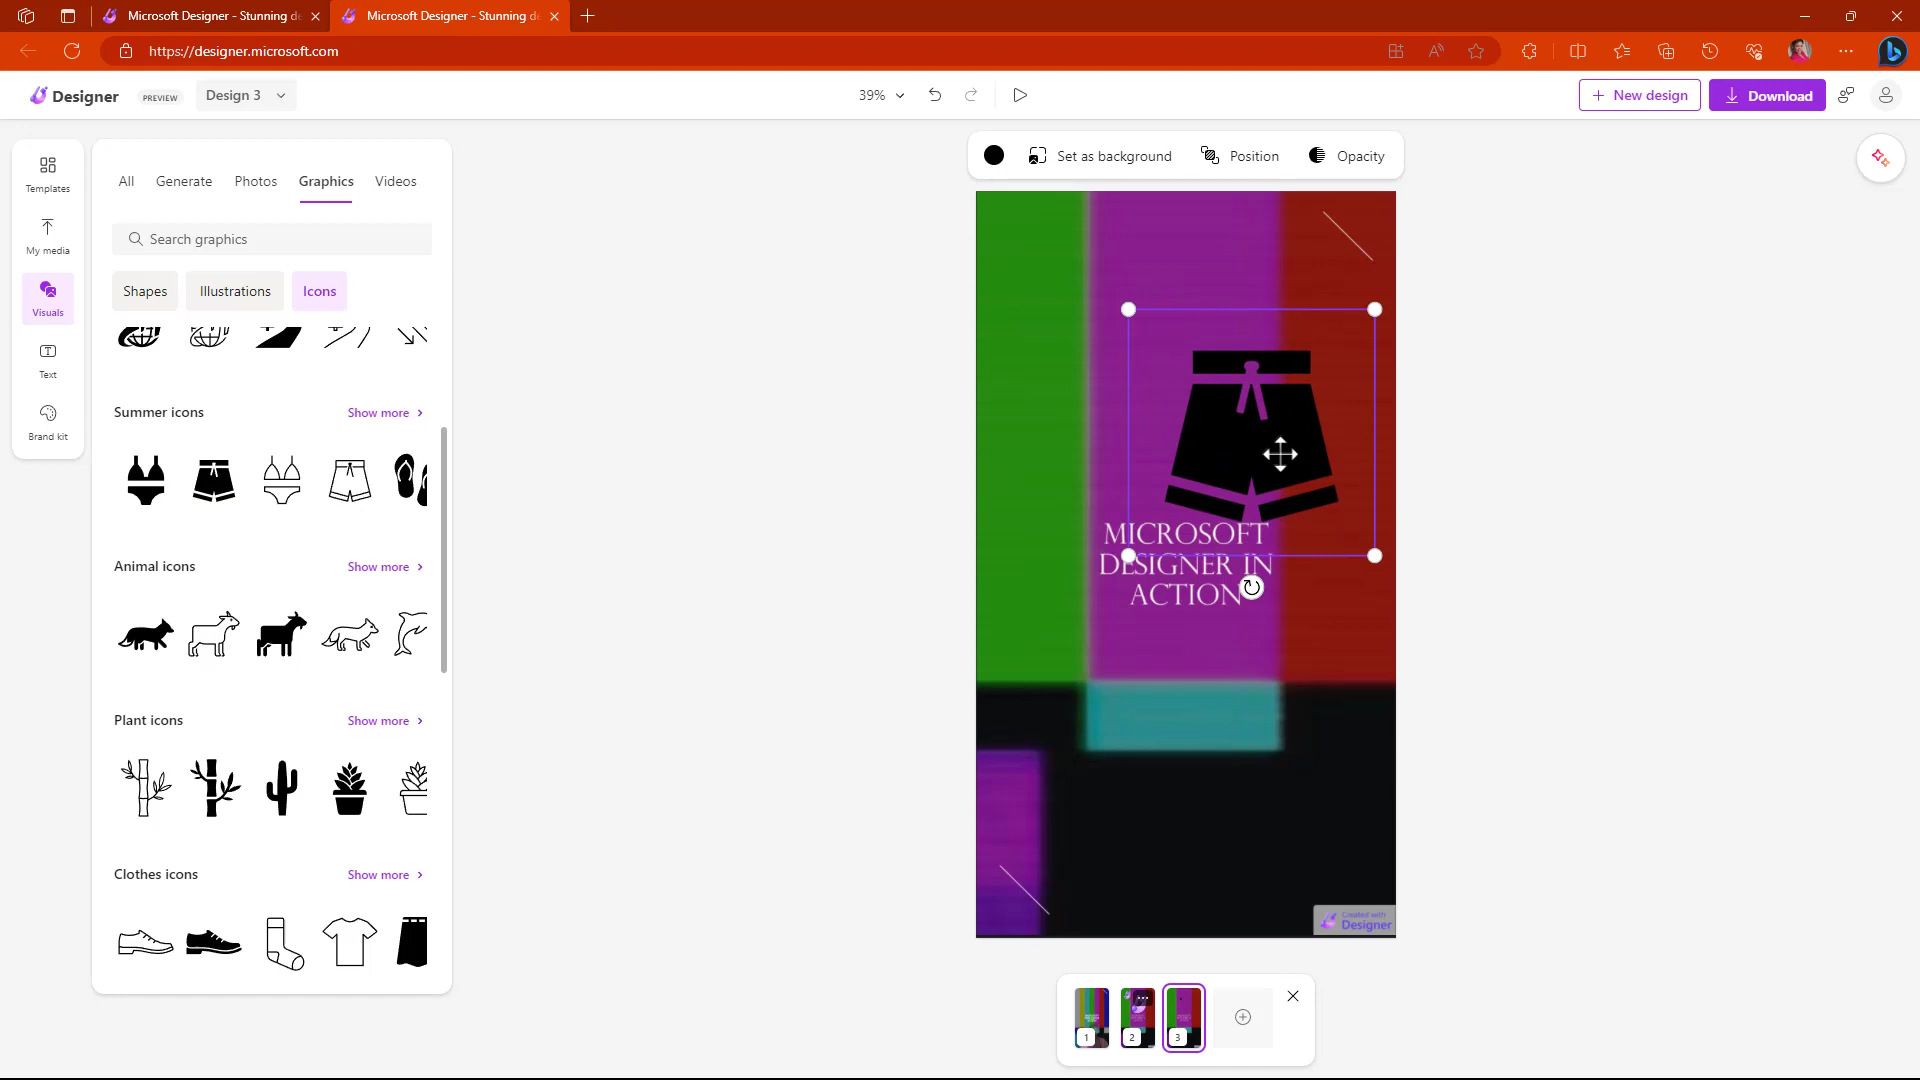 Microsoft Designer - Stunning de
Microsoft Designer - Stunning de
https://designer.microsoft.com
Designer
PREVIEW
Design 3
39%
New design
Download
Templates
My media
Visuals
Text
Brand kit
All
Generate
Photos
Graphics
Videos
Search graphics
Shapes
Illustrations
Icons
Summer icons
Show more
Animal icons
Show more
Plant icons
Show more
Clothes icons
Show more
Set as background
Position
Opacity
MICROSOFT
DESIGNER IN
ACTION
Created with
Designer
1
2
3